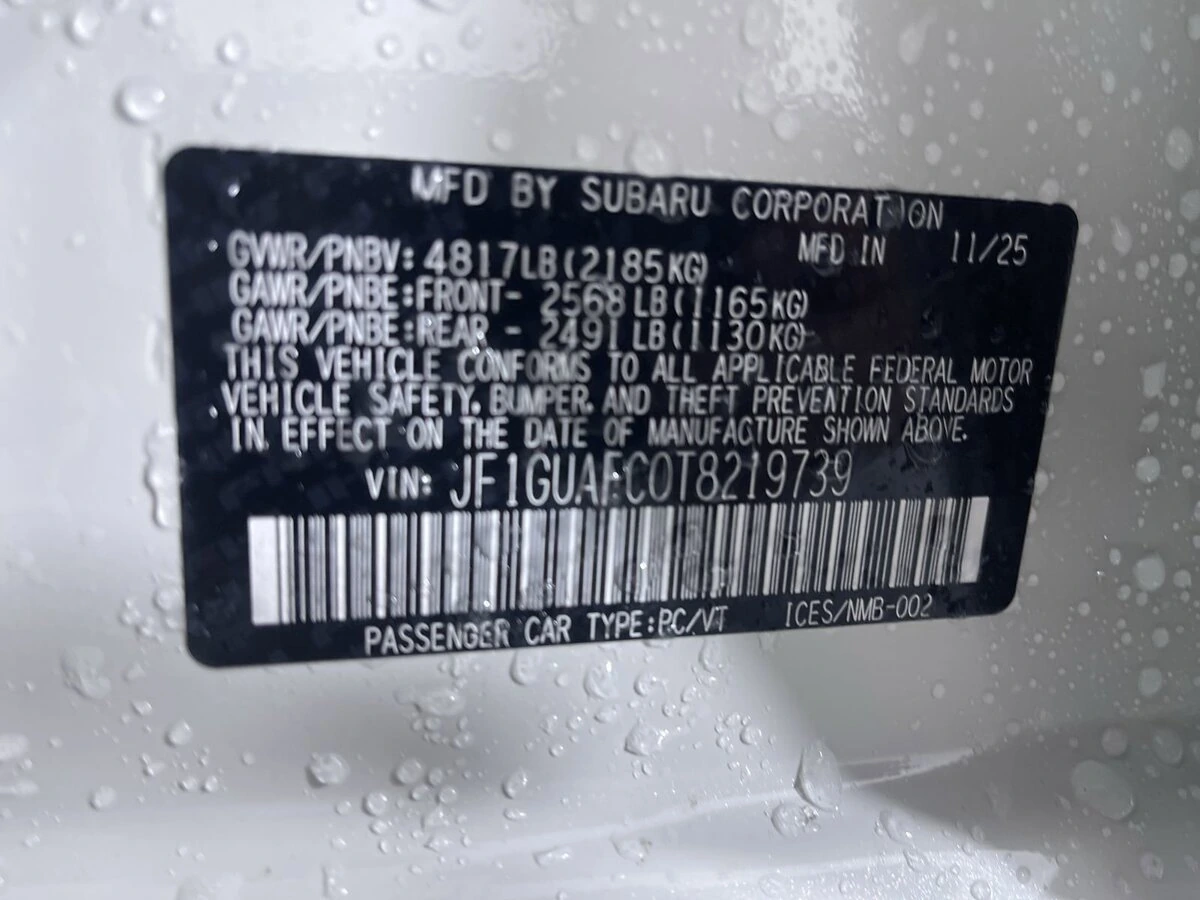 MFD BY SUBARU CORPORATION
MFD IN 11/25
GVWR/PNBV: 4817LB(2185KG)
GAWR/PNBE:FRONT- 2568LB(1165KG)
GAWR/PNBE:REAR - 2491LB(1130KG)
THIS VEHICLE CONFORMS TO ALL APPLICABLE FEDERAL MOTOR
VEHICLE SAFETY, BUMPER, AND THEFT PREVENTION STANDARDS
IN EFFECT ON THE DATE OF MANUFACTURE SHOWN ABOVE.
VIN: JF1GUAFC0T8219739
PASSENGER CAR TYPE:PC/VT ICES/NMB-002